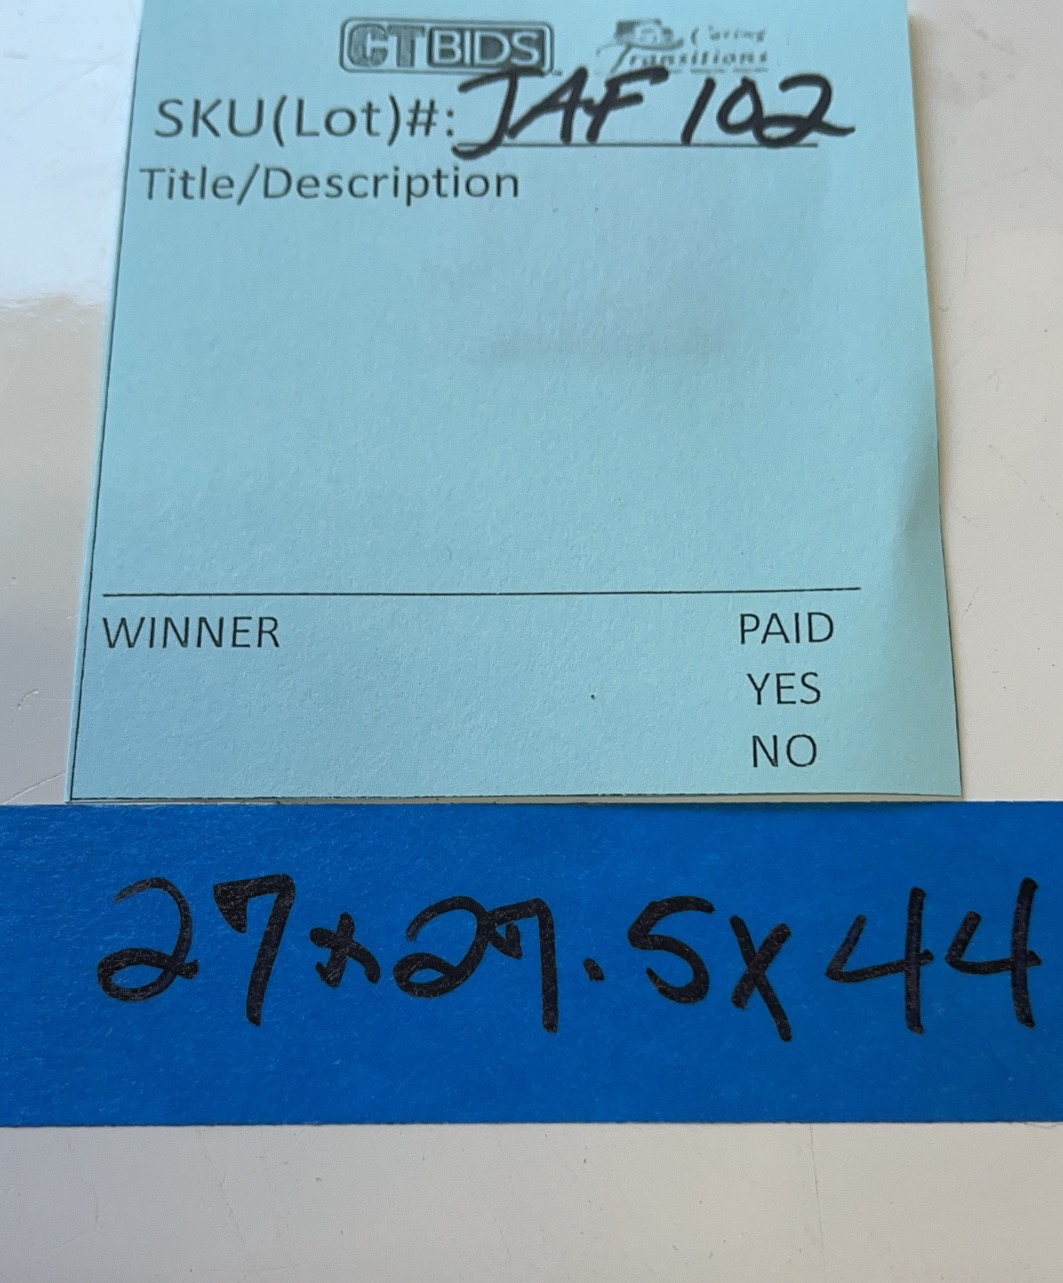 CTBIDS Caring Transitions
SKU(Lot)#: JAF 102
Title/Description
WINNER PAID
YES
NO
27x27.5x44